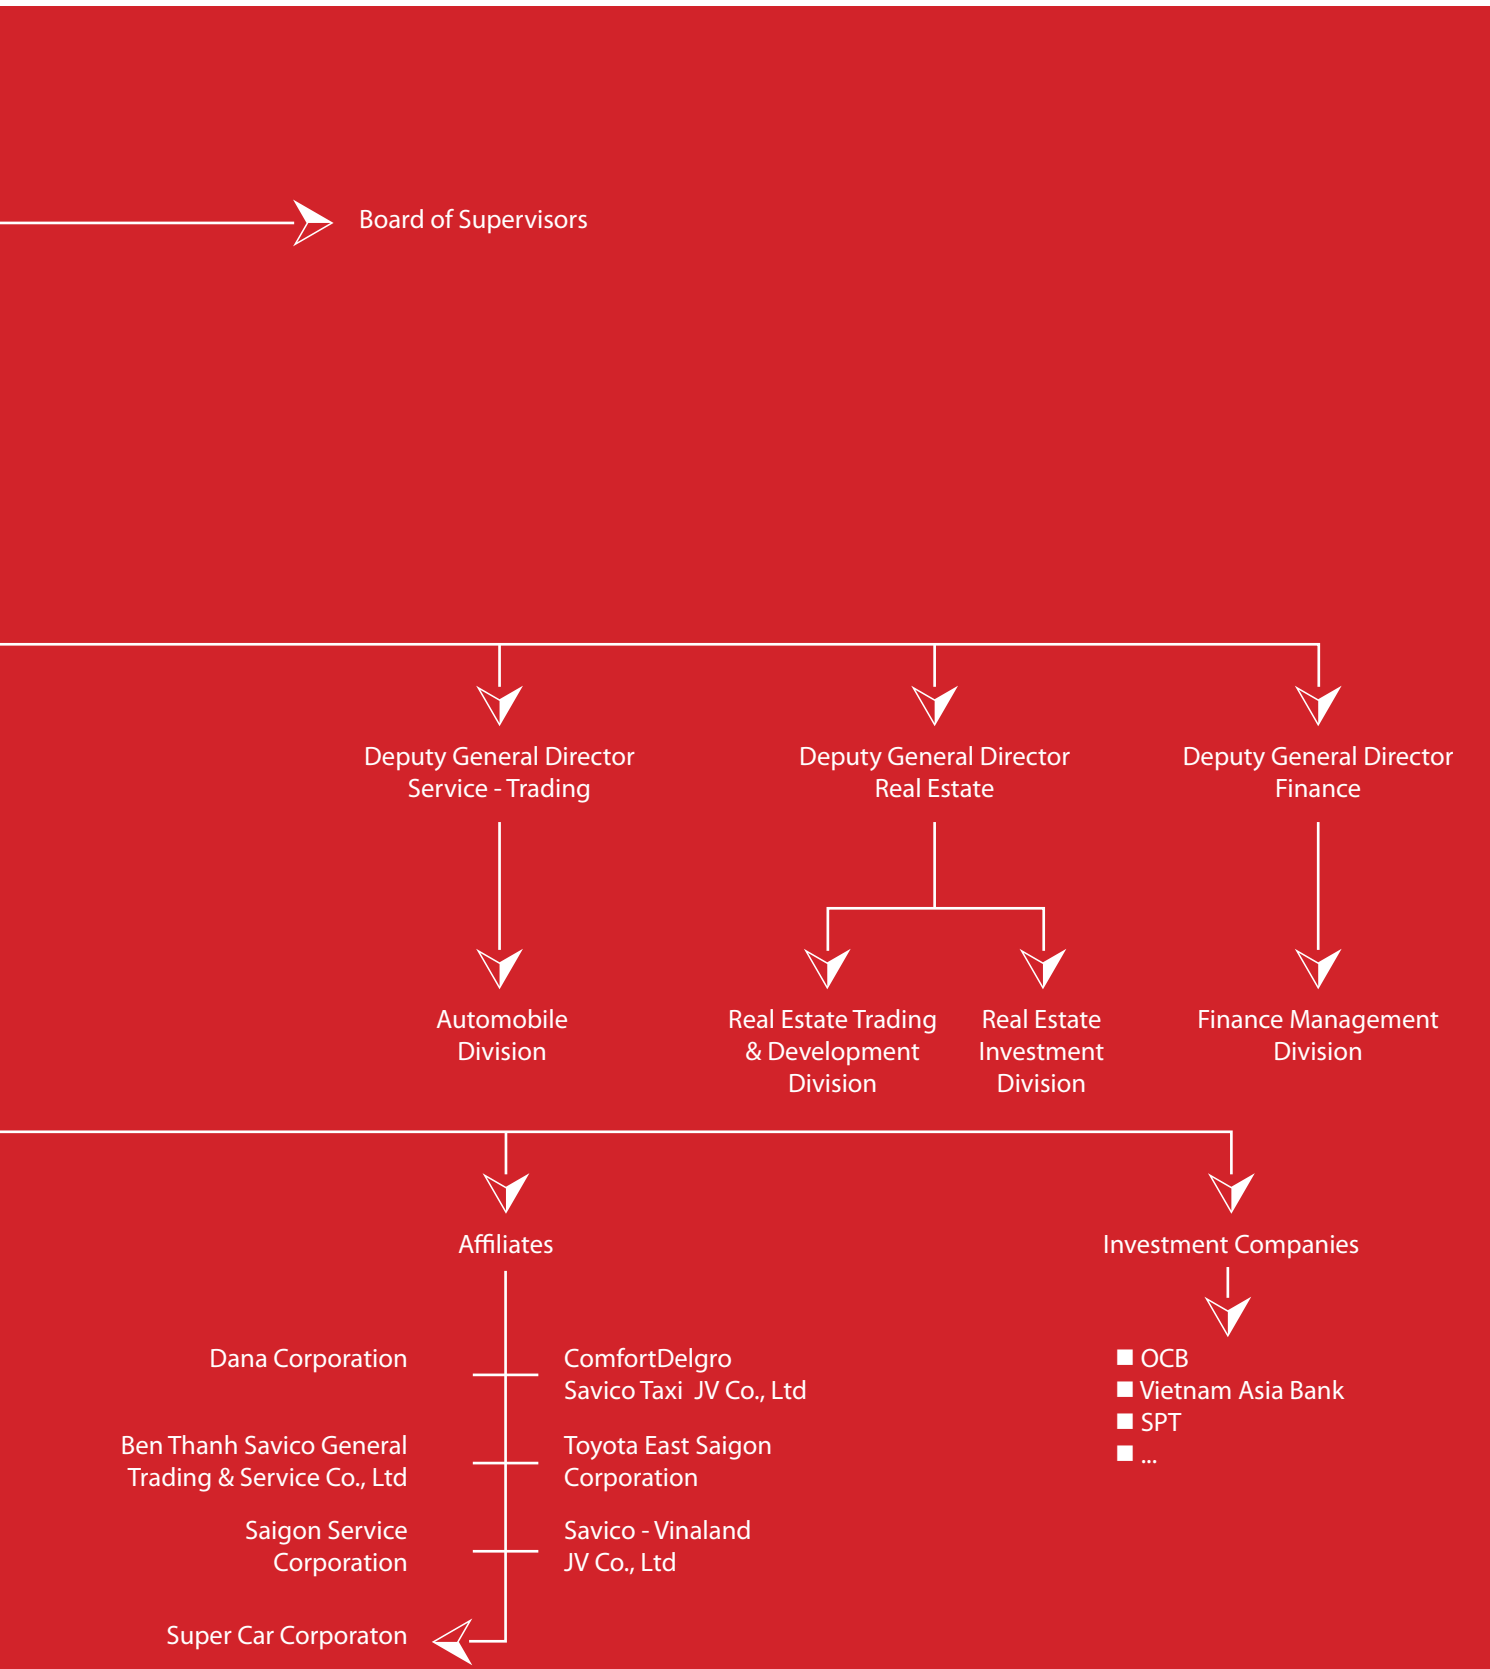 Board of Supervisors
Deputy General Director
Service - Trading
Deputy General Director
Real Estate
Deputy General Director
Finance
Automobile
Division
Real Estate Trading
& Development
Division
Real Estate
Investment
Division
Finance Management
Division
Affiliates
Investment Companies
Dana Corporation
ComfortDelgro
Savico Taxi JV Co., Ltd
Ben Thanh Savico General
Trading & Service Co., Ltd
Toyota East Saigon
Corporation
Saigon Service
Corporation
Savico - Vinaland
JV Co., Ltd
Super Car Corporaton
■ OCB
■ Vietnam Asia Bank
■ SPT
■ ...